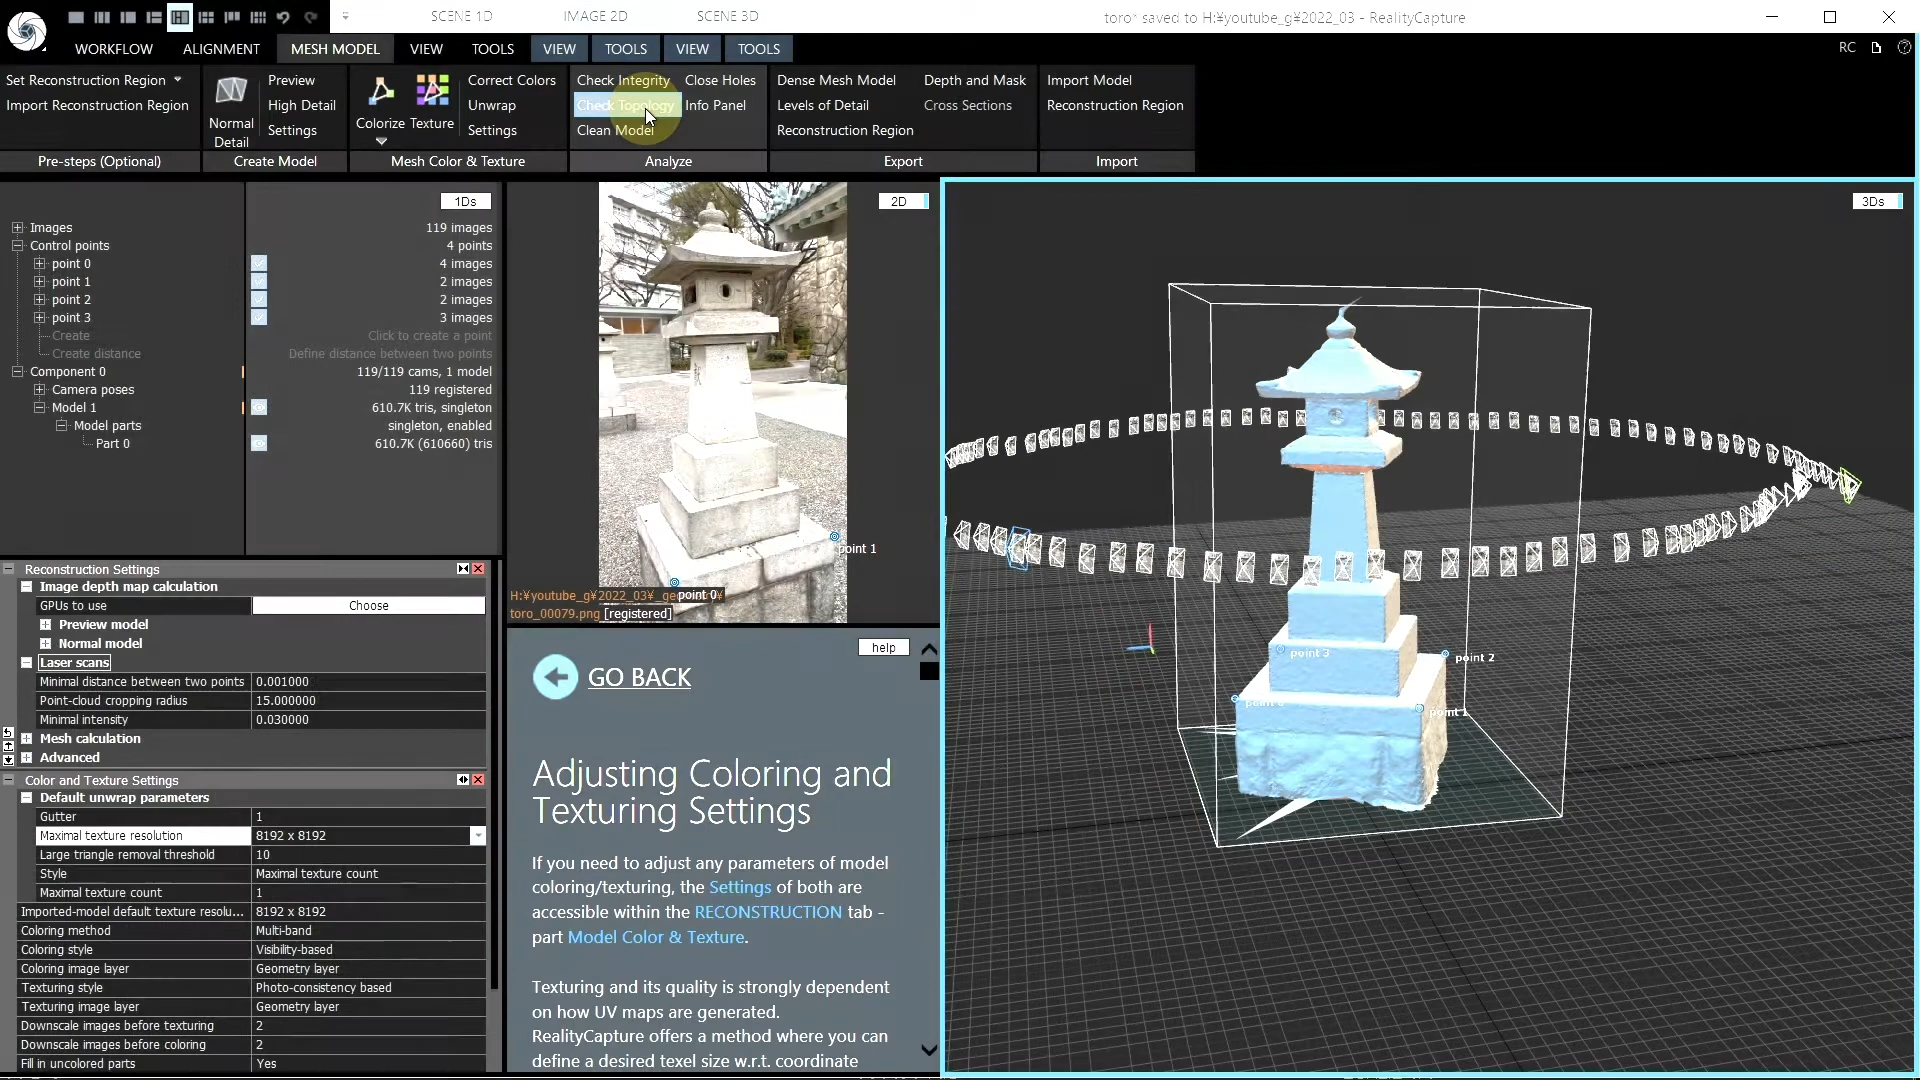 SCENE 1D
IMAGE 2D
SCENE 3D
toro* saved to H:¥youtube_g¥2022_03 - RealityCapture
WORKFLOW
ALIGNMENT
MESH MODEL
VIEW
TOOLS
VIEW
TOOLS
VIEW
TOOLS
RC
Set Reconstruction Region
Import Reconstruction Region
Pre-steps (Optional)
Normal
Detail
Preview
High Detail
Settings
Create Model
Colorize
Texture
Correct Colors
Unwrap
Settings
Mesh Color & Texture
Check Integrity
Close Holes
Check Topology
Info Panel
Clean Model
Analyze
Dense Mesh Model
Depth and Mask
Levels of Detail
Cross Sections
Reconstruction Region
Export
Import Model
Reconstruction Region
Import
1Ds
Images 119 images
Control points 4 points
point 0 4 images
point 1 2 images
point 2 2 images
point 3 3 images
Create Click to create a point
Create distance Define distance between two points
Component 0 119/119 cams, 1 model
Camera poses 119 registered
Model 1 610.7K tris, singleton
Model parts singleton, enabled
Part 0 610.7K (610660) tris
Reconstruction Settings
Image depth map calculation
GPUs to use Choose
Preview model
Normal model
Laser scans
Minimal distance between two points 0.001000
Point-cloud cropping radius 15.000000
Minimal intensity 0.030000
Mesh calculation
Advanced
Color and Texture Settings
Default unwrap parameters
Gutter 1
Maximal texture resolution 8192 x 8192
Large triangle removal threshold 10
Style Maximal texture count
Maximal texture count 1
Imported-model default texture resolu... 8192 x 8192
Coloring method Multi-band
Coloring style Visibility-based
Coloring image layer Geometry layer
Texturing style Photo-consistency based
Texturing image layer Geometry layer
Downscale images before texturing 2
Downscale images before coloring 2
Fill in uncolored parts Yes
2D
point 1
point 0
H:¥youtube_g¥2022_03¥
toro_00079.png [registered]
help
GO BACK
Adjusting Coloring and
Texturing Settings
If you need to adjust any parameters of model
coloring/texturing, the Settings of both are
accessible within the RECONSTRUCTION tab -
part Model Color & Texture.
Texturing and its quality is strongly dependent
on how UV maps are generated.
RealityCapture offers a method where you can
define a desired texel size w.r.t. coordinate
3Ds
point 3
point 2
point 1